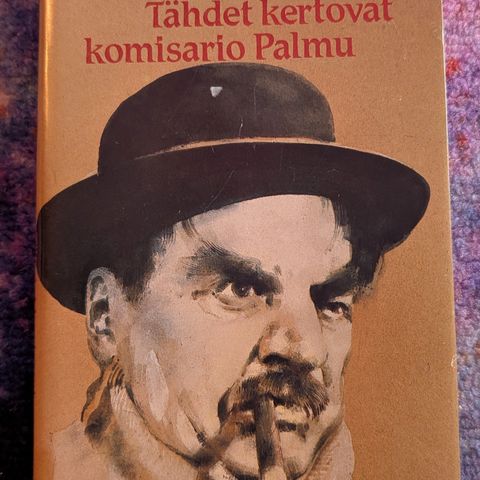 Tähdet kertovat
komisario Palmu